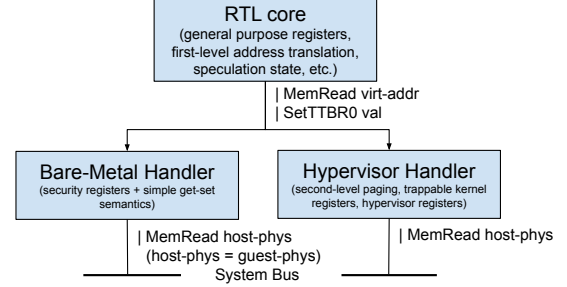 RTL core
(general purpose registers,
first-level address translation,
speculation state, etc.)
| MemRead virt-addr
| SetTTBR0 val
Bare-Metal Handler
(security registers + simple get-set
semantics)
Hypervisor Handler
(second-level paging, trappable kernel
registers, hypervisor registers)
| MemRead host-phys
(host-phys = guest-phys)
| MemRead host-phys
System Bus